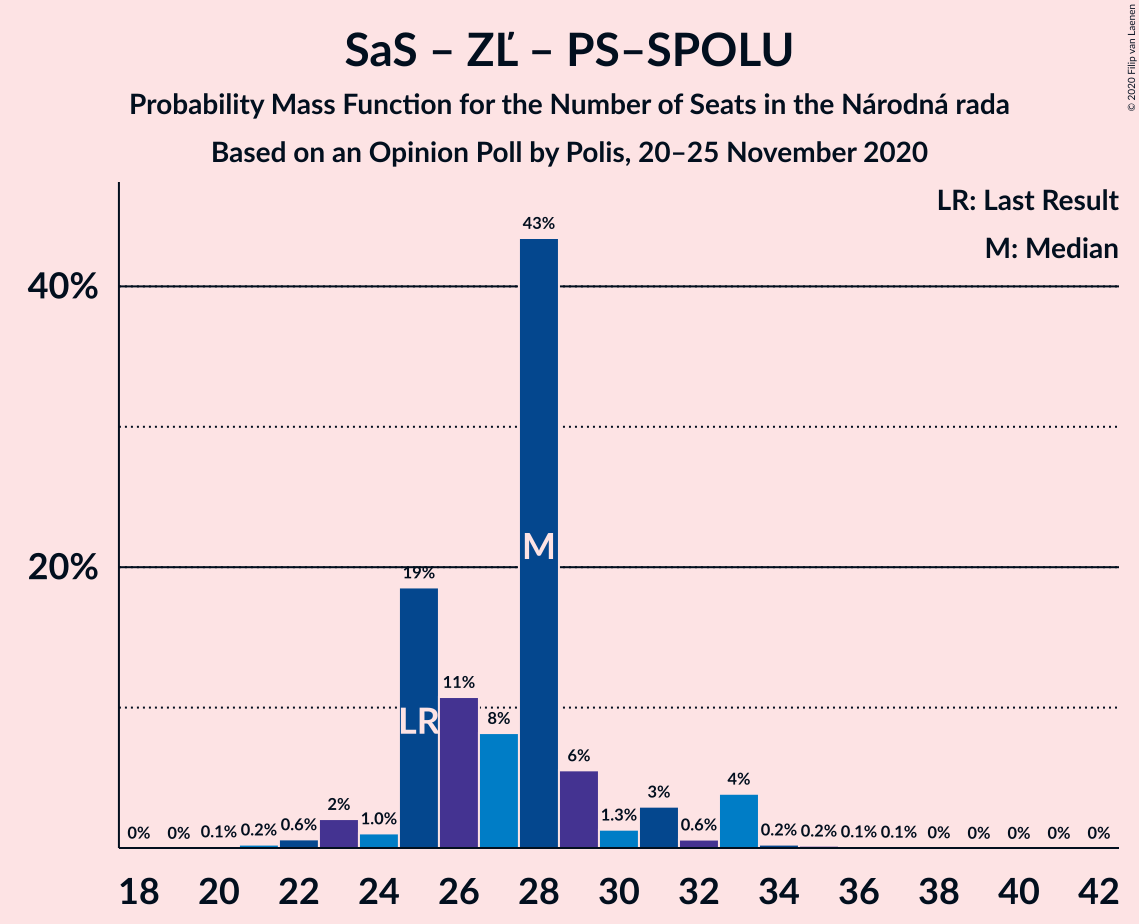 SaS – ZĽ – PS–SPOLU
Probability Mass Function for the Number of Seats in the Národná rada
Based on an Opinion Poll by Polis, 20–25 November 2020
© 2020 Filip van Laenen
LR: Last Result
M: Median
40%
20%
0% 0% 0.1% 0.2% 0.6% 2% 1.0% 19% 11% 8% 43% 6% 1.3% 3% 0.6% 4% 0.2% 0.2% 0.1% 0.1% 0% 0% 0% 0% 0%
LR
M
18 20 22 24 26 28 30 32 34 36 38 40 42